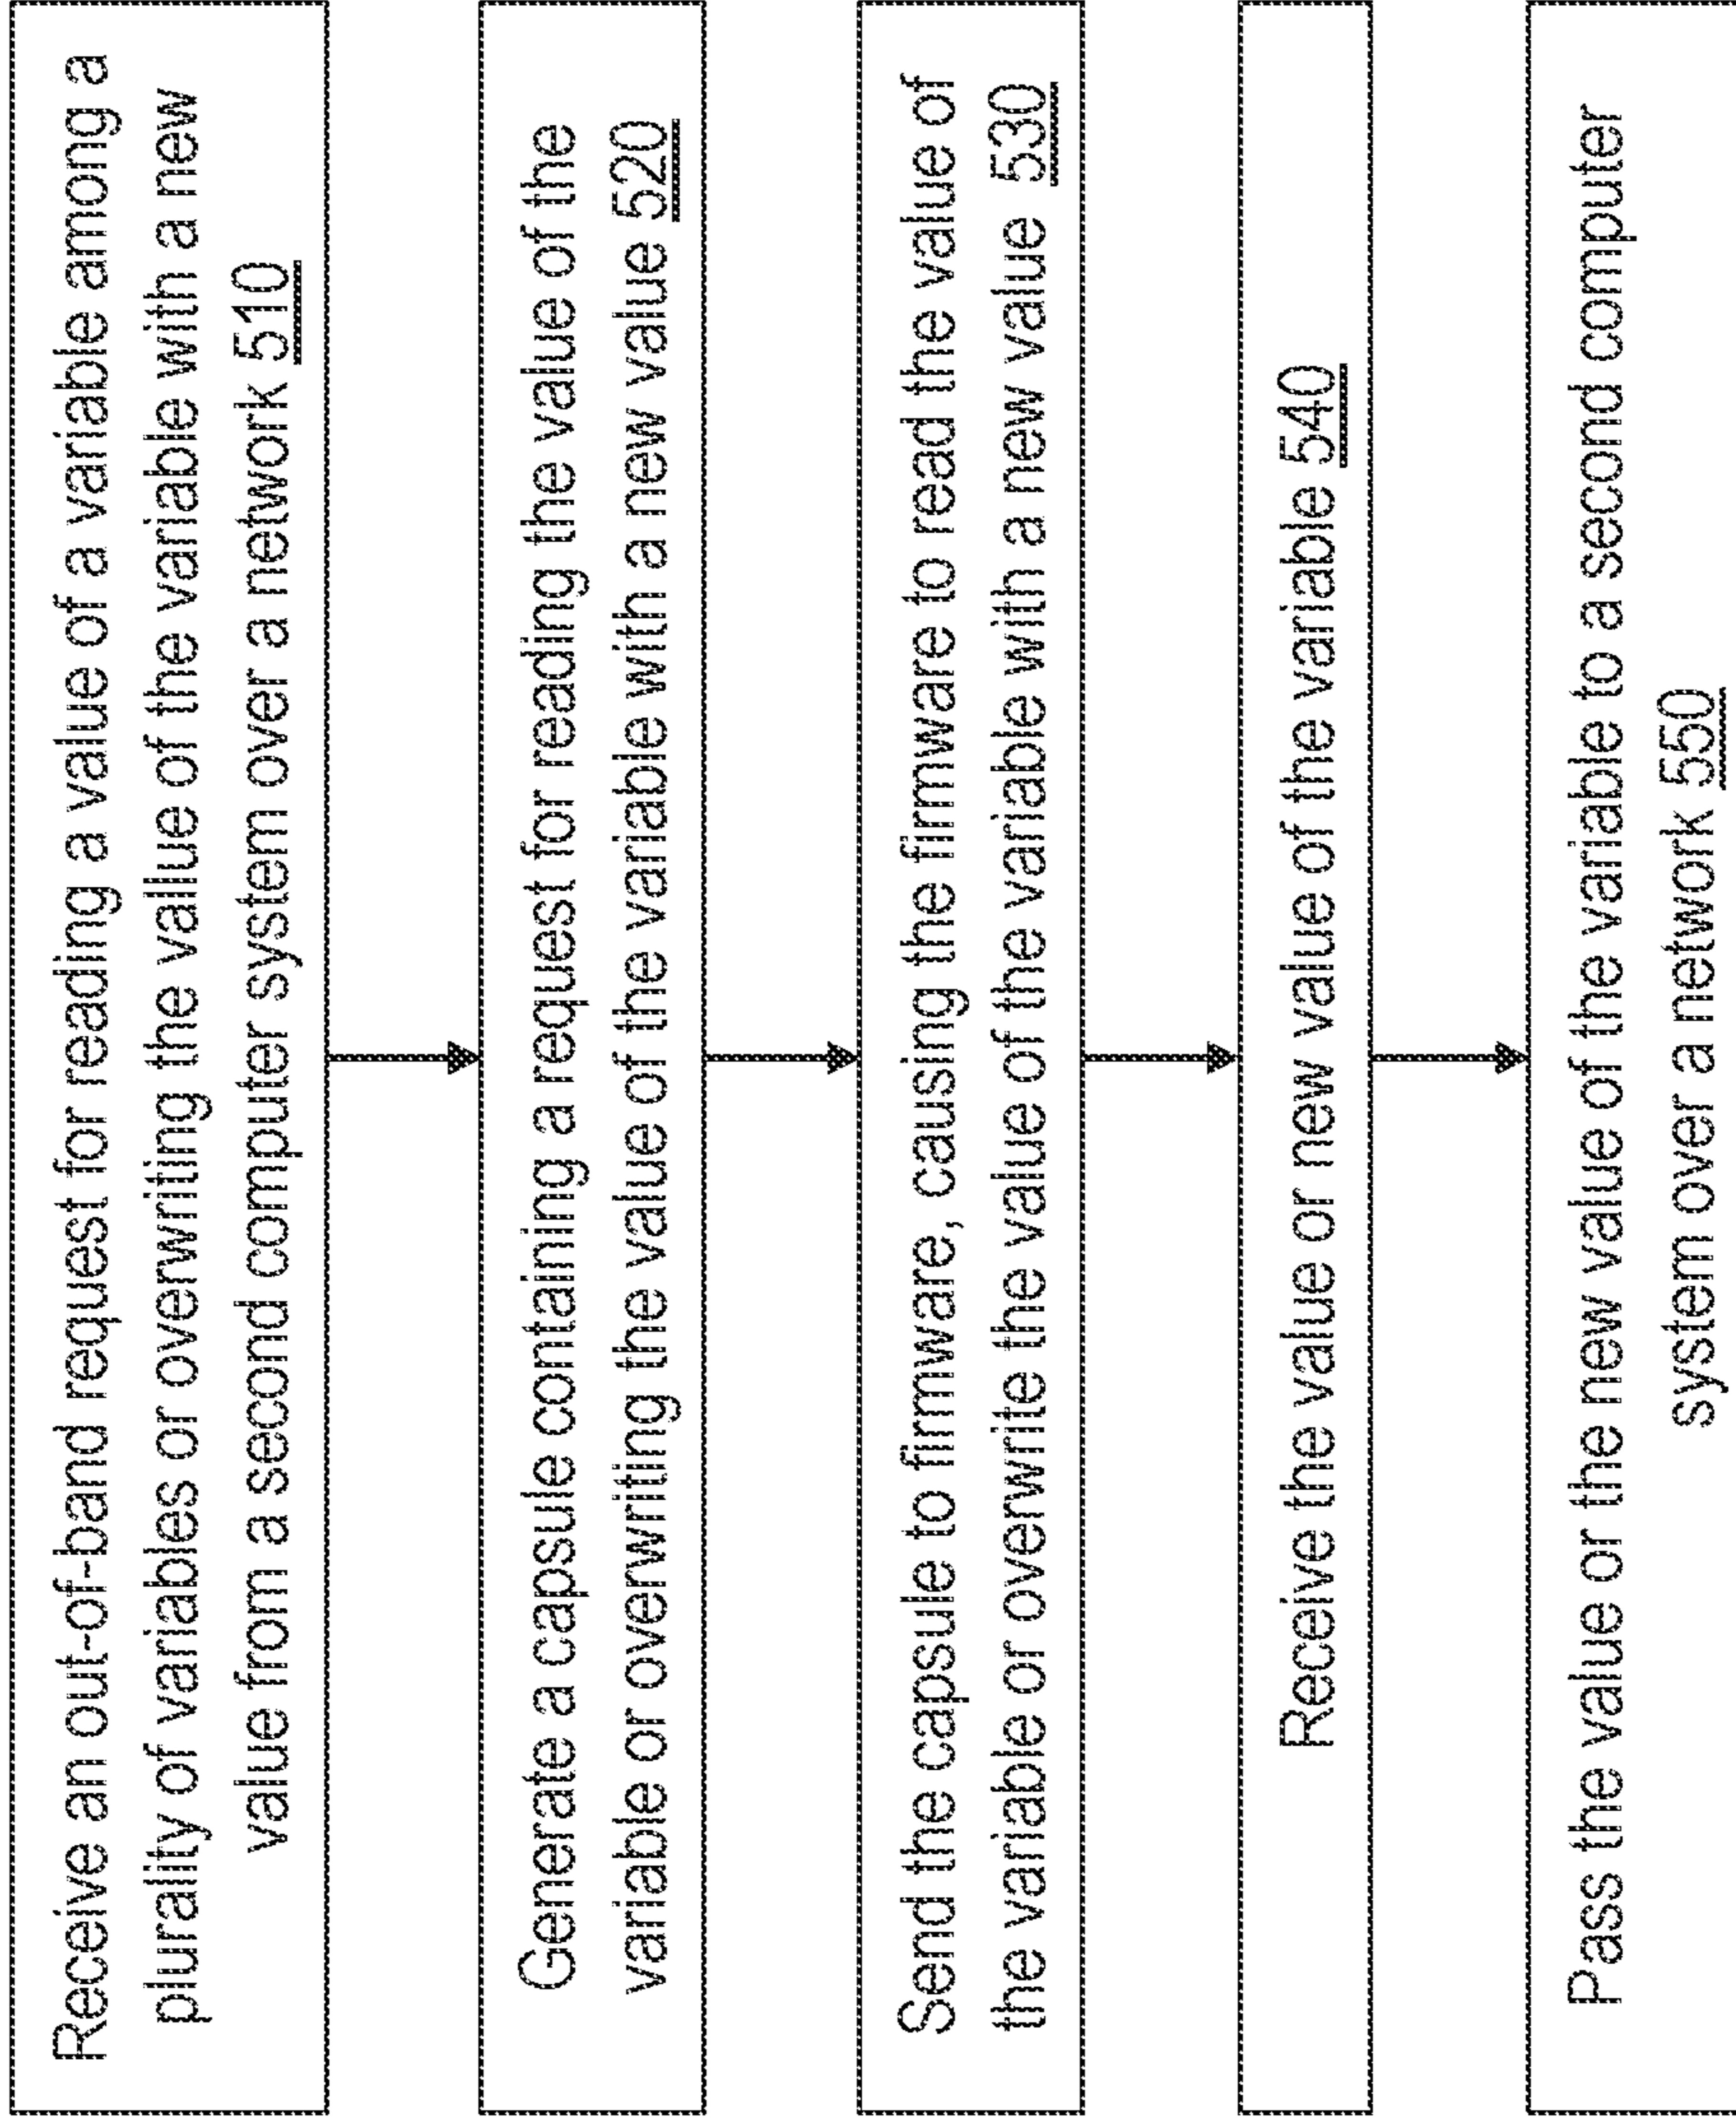 Receive an out-of-band request for reading a value of a variable among a
plurality of variables or overwriting the value of the variable with a new
value from a second computer system over a network 510
Generate a capsule containing a request for reading the value of the
variable or overwriting the value of the variable with a new value 520
Send the capsule to firmware, causing the firmware to read the value of
the variable or overwrite the value of the variable with a new value 530
Receive the value or new value of the variable 540
Pass the value or the new value of the variable to a second computer
system over a network 550